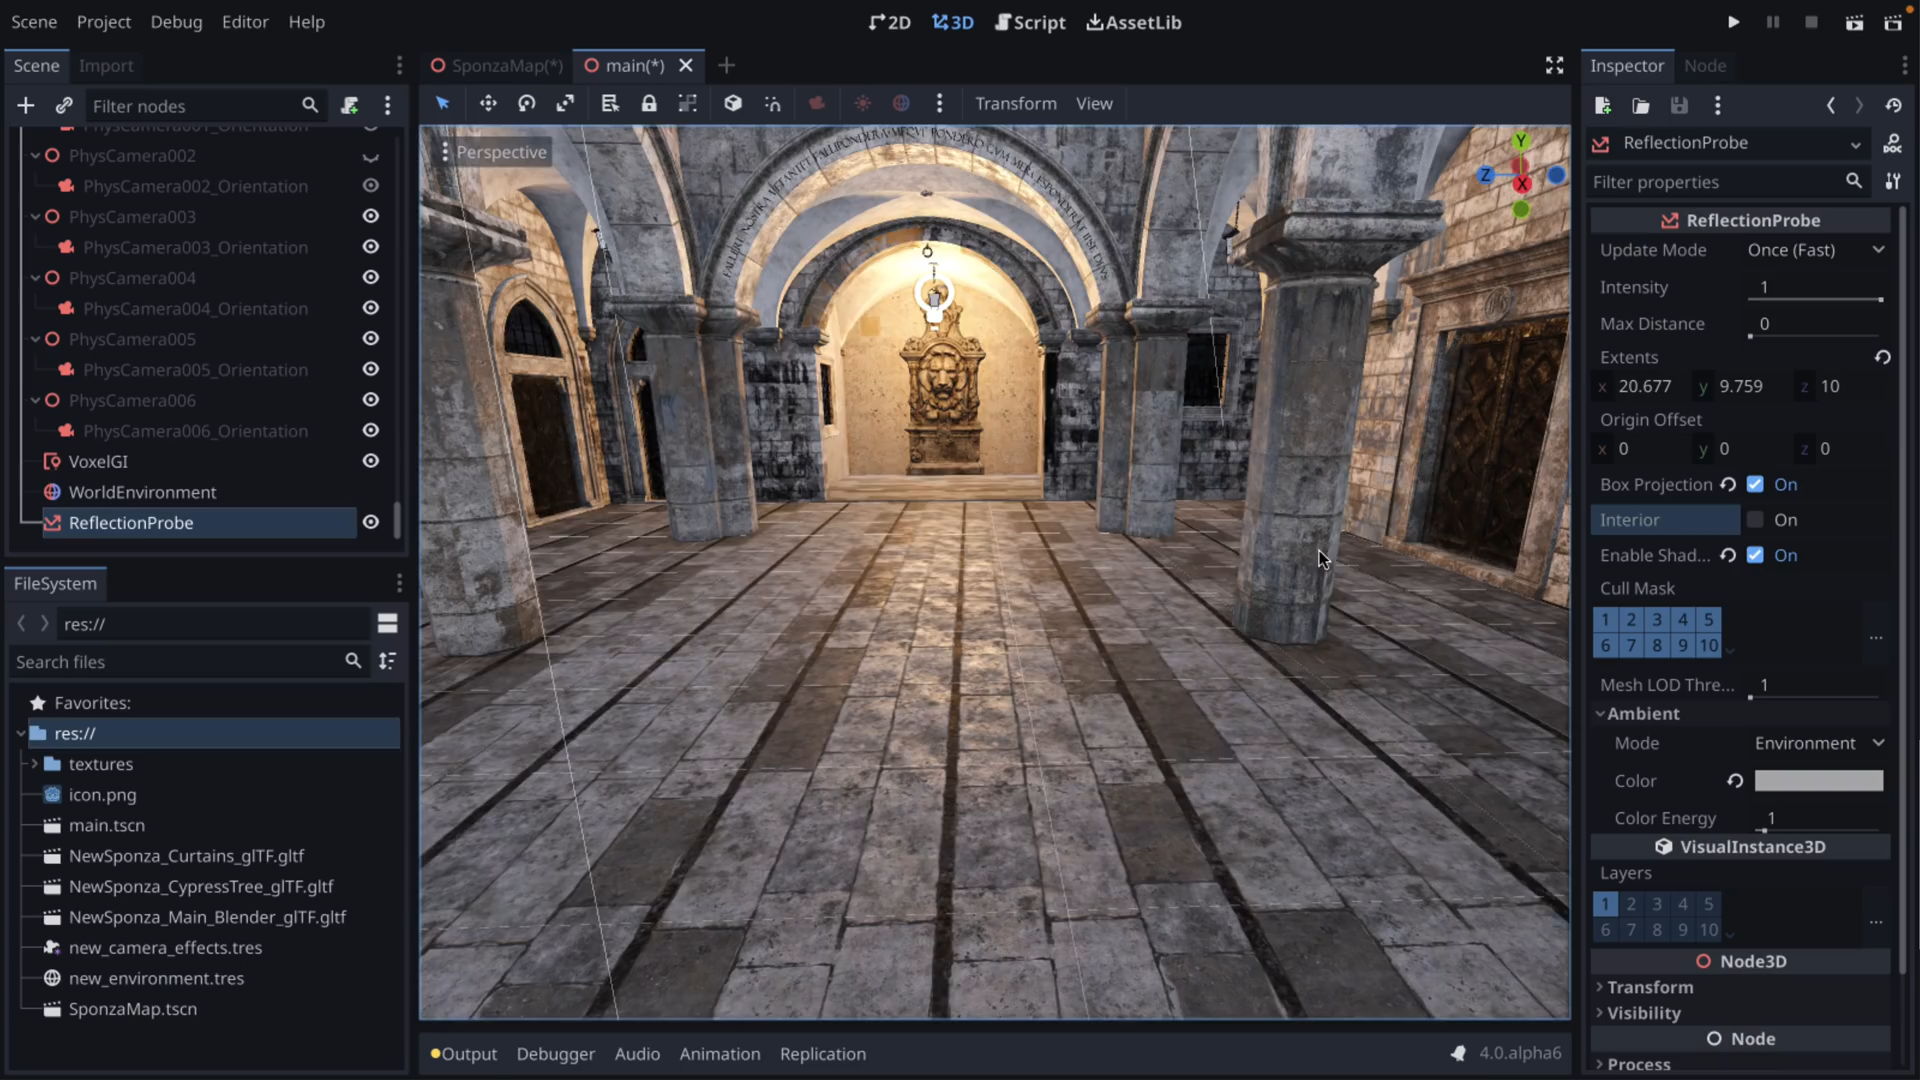 Scene Project Debug Editor Help
2D 3D Script AssetLib
Scene Import
Filter nodes
PhysCamera001_Orientation
PhysCamera002
PhysCamera002_Orientation
PhysCamera003
PhysCamera003_Orientation
PhysCamera004
PhysCamera004_Orientation
PhysCamera005
PhysCamera005_Orientation
PhysCamera006
PhysCamera006_Orientation
VoxelGI
WorldEnvironment
ReflectionProbe
FileSystem
res://
Search files
Favorites:
res://
textures
icon.png
main.tscn
NewSponza_Curtains_glTF.gltf
NewSponza_CypressTree_glTF.gltf
NewSponza_Main_Blender_glTF.gltf
new_camera_effects.tres
new_environment.tres
SponzaMap.tscn
SponzaMap(*) main(*)
Transform View
Perspective
Y
Z X
Output Debugger Audio Animation Replication 4.0.alpha6
Inspector Node
ReflectionProbe
Filter properties
ReflectionProbe
Update Mode Once (Fast)
Intensity 1
Max Distance 0
Extents
x 20.677 y 9.759 z 10
Origin Offset
x 0 y 0 z 0
Box Projection On
Interior On
Enable Shad... On
Cull Mask
1 2 3 4 5
6 7 8 9 10
...
Mesh LOD Thre... 1
Ambient
Mode Environment
Color
Color Energy 1
VisualInstance3D
Layers
1 2 3 4 5
6 7 8 9 10
...
Node3D
Transform
Visibility
Node
Process